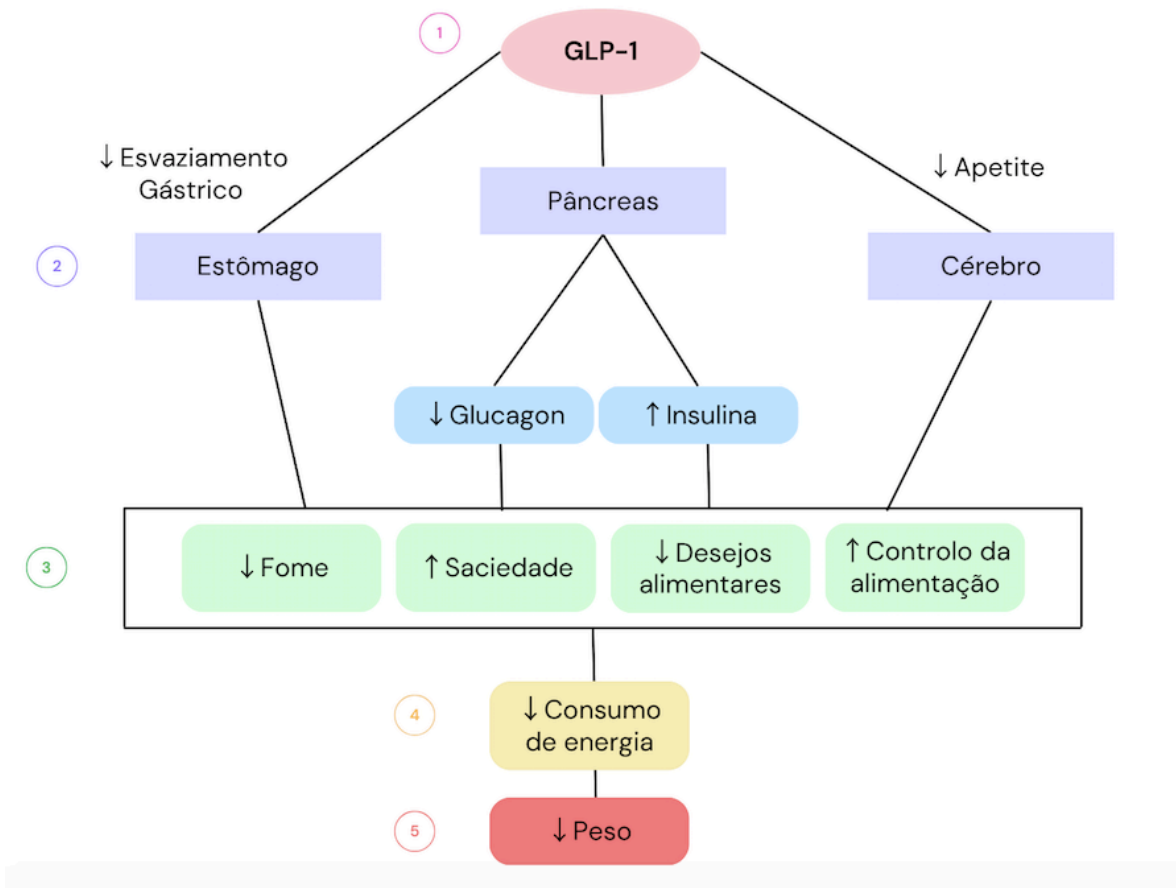 1
GLP-1
↓ Esvaziamento
Gástrico
↓ Apetite
Pâncreas
2
Estômago
Cérebro
↓ Glucagon
↑ Insulina
3
↓ Fome
↑ Saciedade
↓ Desejos
alimentares
↑ Controlo da
alimentação
4
↓ Consumo
de energia
5
↓ Peso